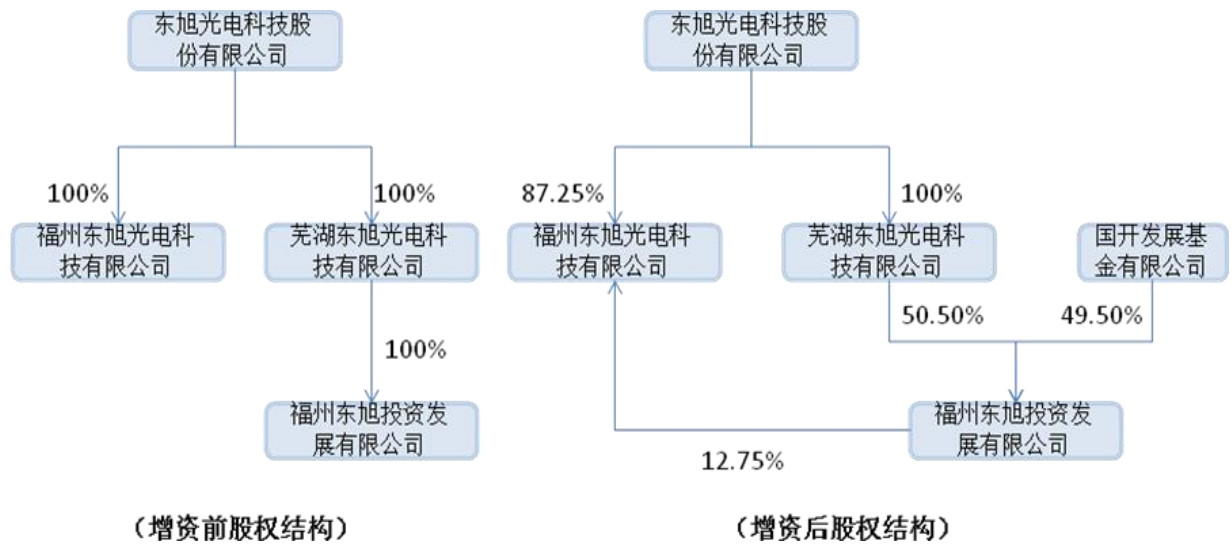 东旭光电科技股
份有限公司
100%
100%
福州东旭光电科
技有限公司
芜湖东旭光电科
技有限公司
100%
福州东旭投资发
展有限公司
（增资前股权结构）
东旭光电科技股
份有限公司
87.25%
100%
福州东旭光电科
技有限公司
芜湖东旭光电科
技有限公司
国开发展基
金有限公司
50.50%
49.50%
福州东旭投资发
展有限公司
12.75%
（增资后股权结构）